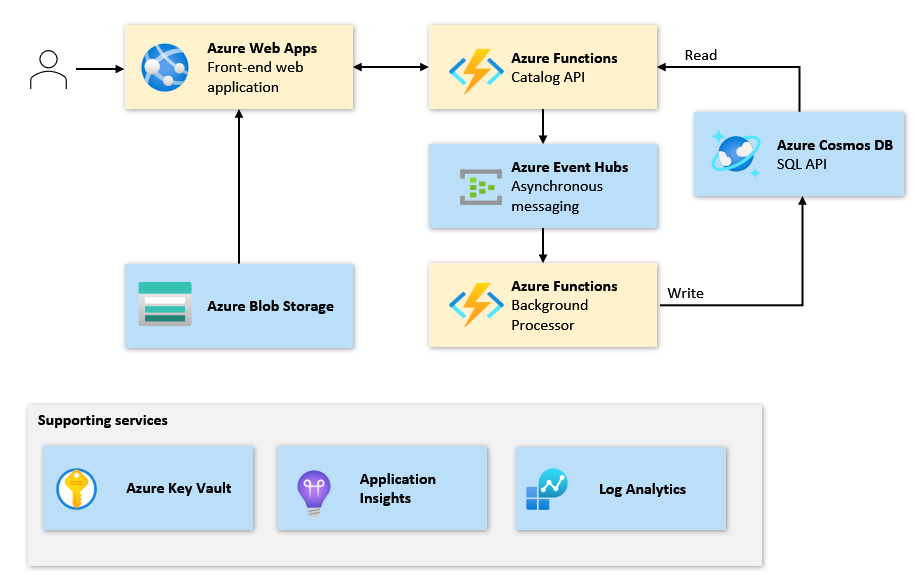 Azure Web Apps
Front-end web
application
Azure Functions
Catalog API
Read
Azure Cosmos DB
SQL API
Azure Event Hubs
Asynchronous
messaging
Azure Blob Storage
Azure Functions
Background
Processor
Write
Supporting services
Azure Key Vault
Application
Insights
Log Analytics